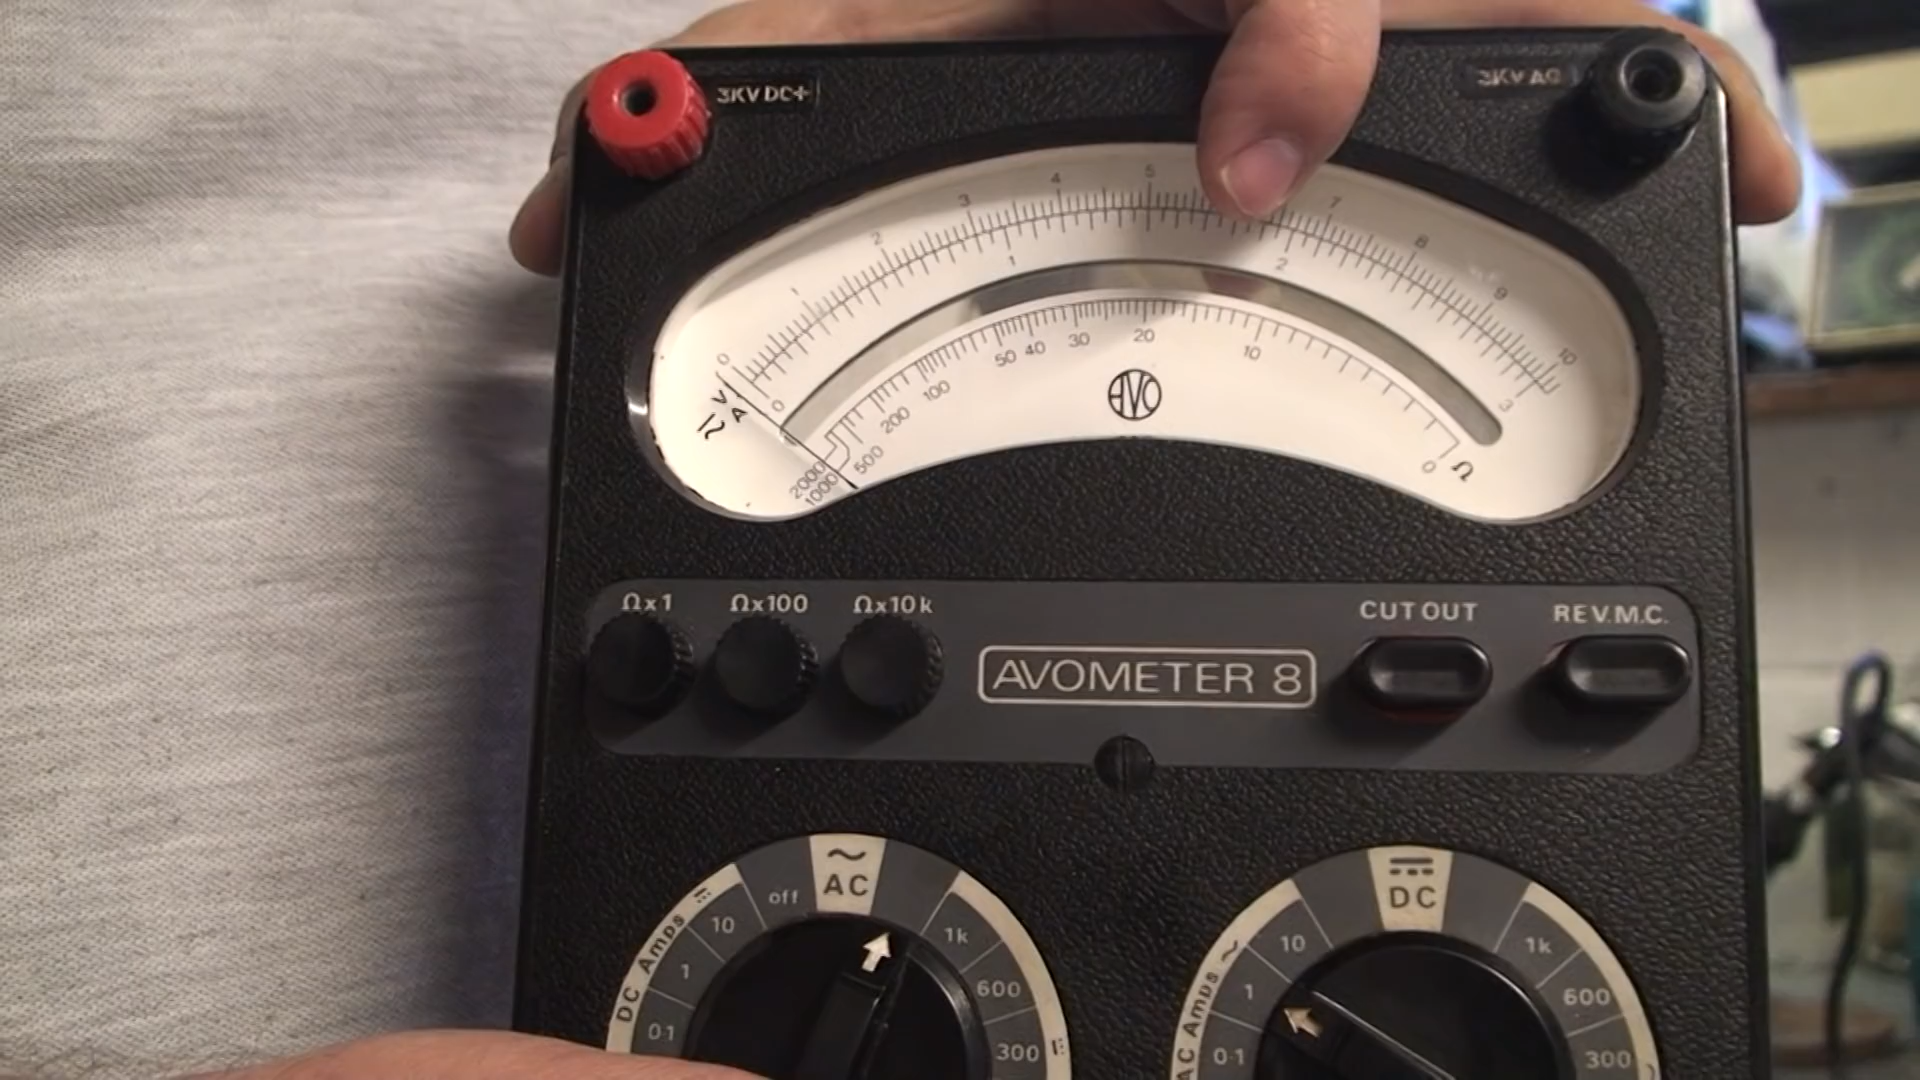 3KV DC+
3KV AC
0 1 2 3 4 5 7 8 9 10
0 1 2 3
V
A
2000 1000 500 200 100 50 40 30 20 10 0 Ω
AVO
Ωx1 Ωx100 Ωx10k
CUT OUT
REV.M.C.
AVOMETER 8
AC
off
10
1
0·1
DC Amps
1k
600
300
DC
10
1
0·1
AC Amps
1k
600
300